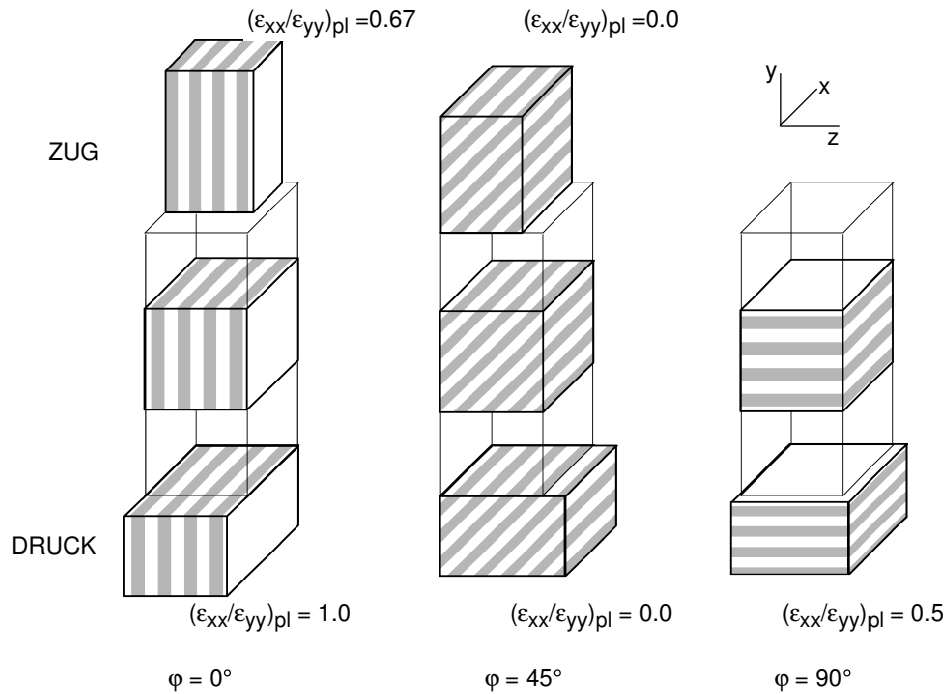 (εxx/εyy)pl =0.67
(εxx/εyy)pl =0.0
y
x
z
ZUG
DRUCK
(εxx/εyy)pl = 1.0
(εxx/εyy)pl = 0.0
(εxx/εyy)pl = 0.5
φ = 0°
φ = 45°
φ = 90°